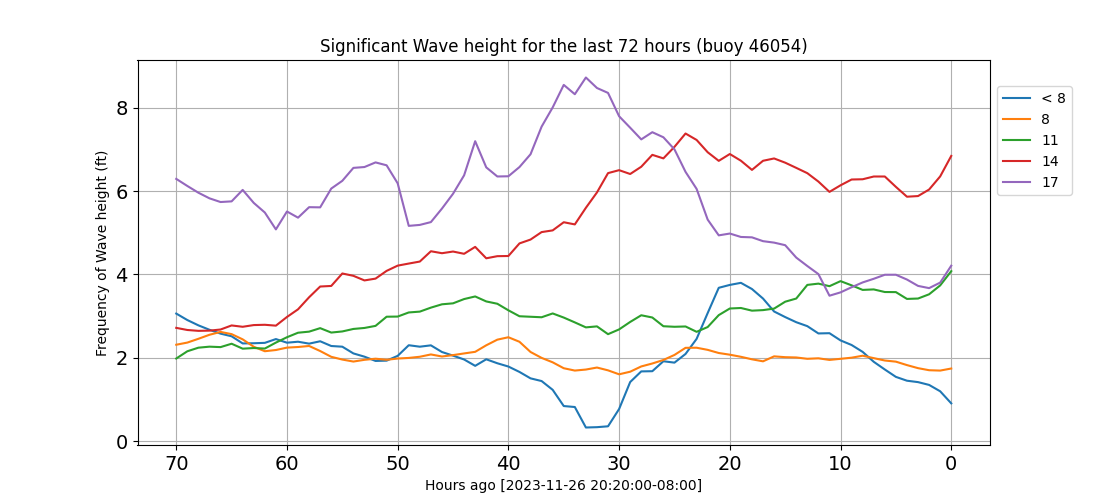 Significant Wave height for the last 72 hours (buoy 46054)
Frequency of Wave height (ft)
8
6
4
2
0
70 60 50 40 30 20 10 0
Hours ago [2023-11-26 20:20:00-08:00]
< 8
8
11
14
17